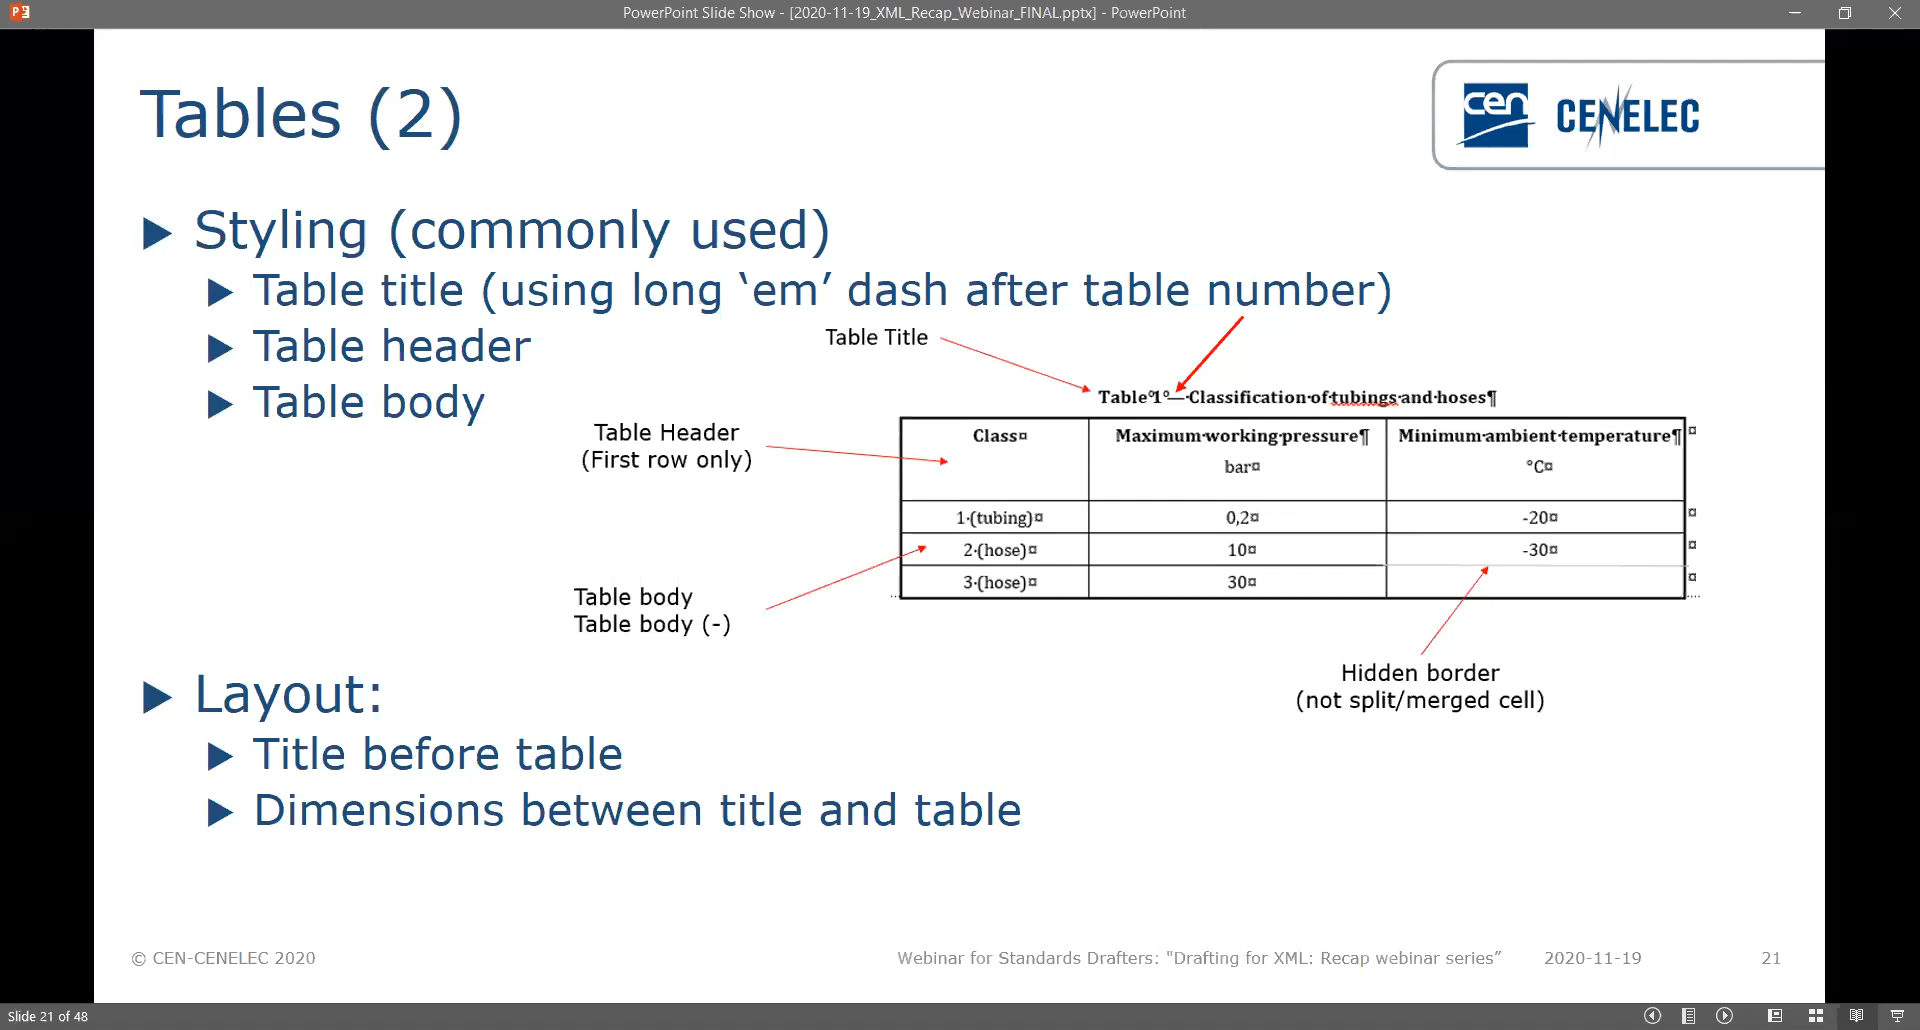 PowerPoint Slide Show - [2020-11-19_XML_Recap_Webinar_FINAL.pptx] - PowerPoint
Tables (2)
cen CENELEC
Styling (commonly used)
Table title (using long ‘em’ dash after table number)
Table header
Table body
Table Title
Table°1°—·Classification·of·tubings·and·hoses¶
Table Header
(First row only)
Class¤ Maximum·working·pressure¶ Minimum·ambient·temperature¶ ¤
bar¤ °C¤
1·(tubing)¤ 0,2¤ -20¤ ¤
2·(hose)¤ 10¤ -30¤ ¤
3·(hose)¤ 30¤ ¤
Table body
Table body (-)
Hidden border
(not split/merged cell)
Layout:
Title before table
Dimensions between title and table
© CEN-CENELEC 2020 Webinar for Standards Drafters: "Drafting for XML: Recap webinar series” 2020-11-19 21
Slide 21 of 48